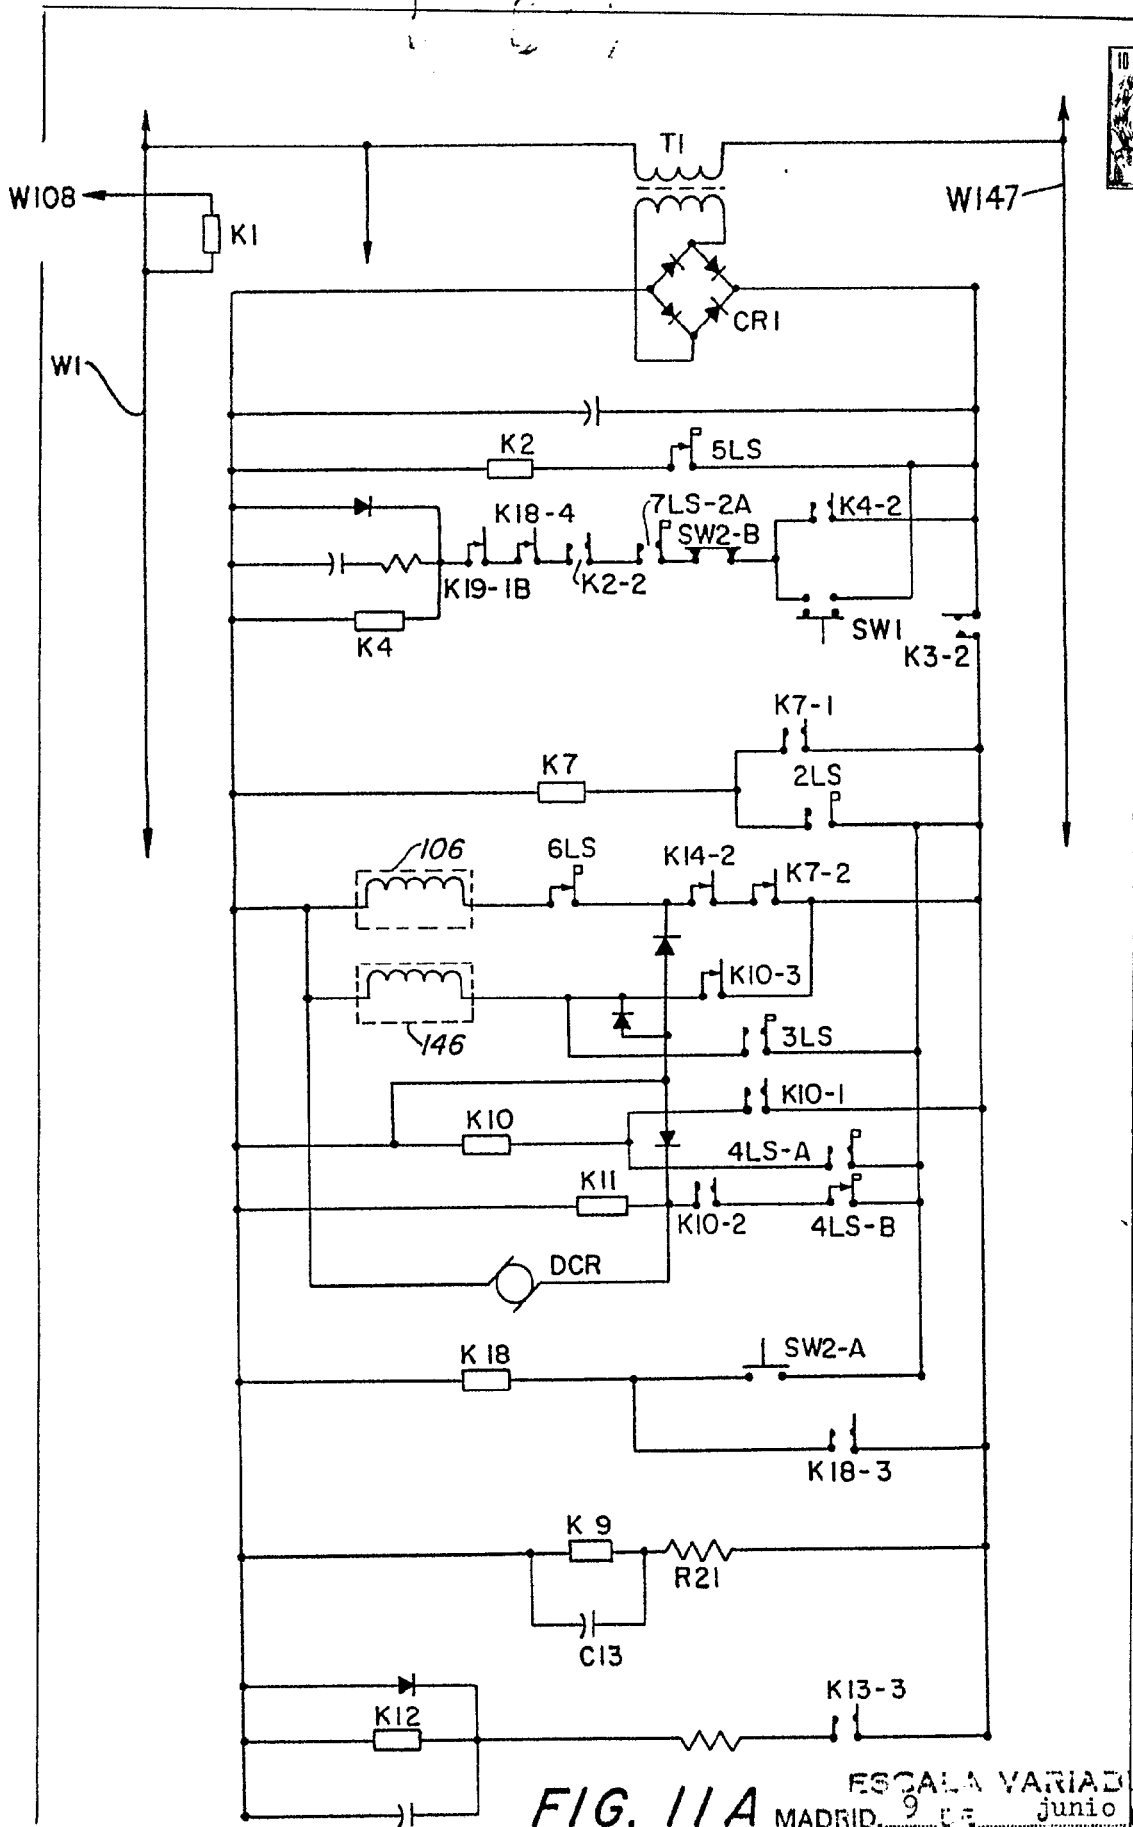 10
T1
W108
K1
W147
CR1
W1
K2
5LS
7LS-2A
K4-2
K18-4
SW2-B
K19-1B
K2-2
K4
SW1
K3-2
K7-1
K7
2LS
106
6LS
K14-2
K7-2
K10-3
146
3LS
K10-1
K10
4LS-A
K11
K10-2
4LS-B
DCR
K18
SW2-A
K18-3
K9
R21
C13
K13-3
K12
ESCALA VARIAD
FIG. 11A MADRID 9 DE junio